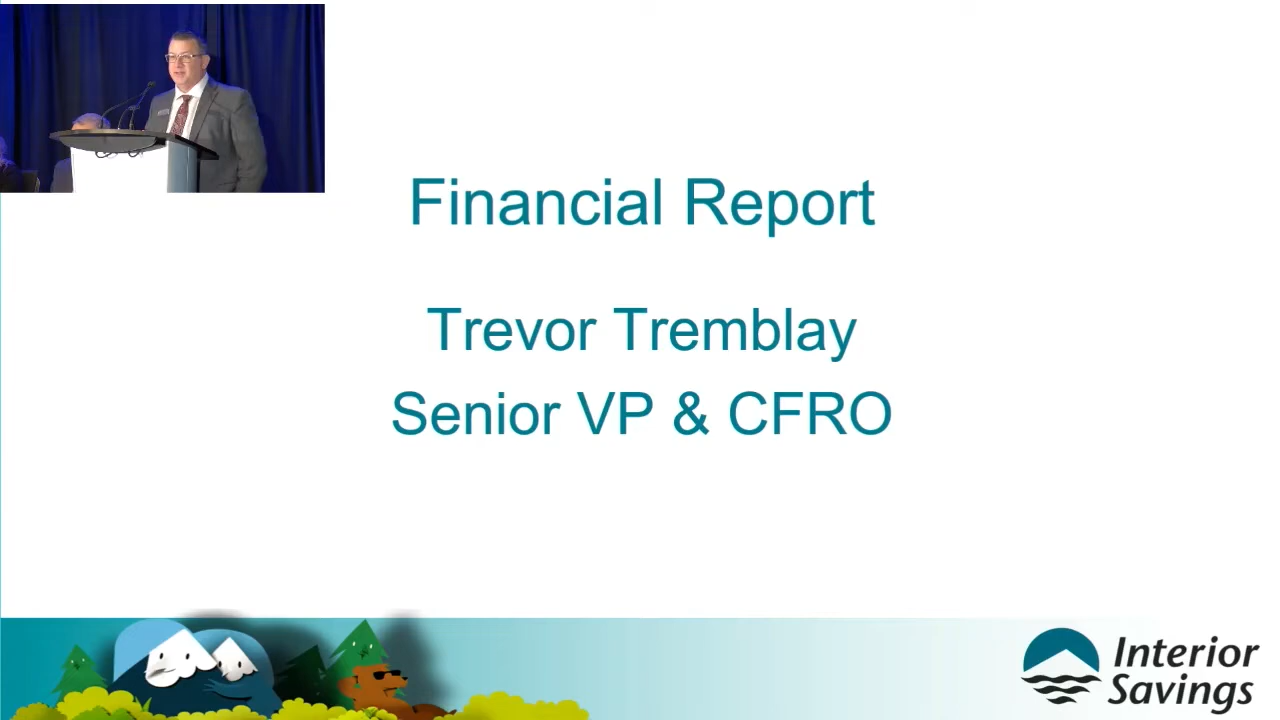 Financial Report
Trevor Tremblay
Senior VP & CFRO
Interior
Savings